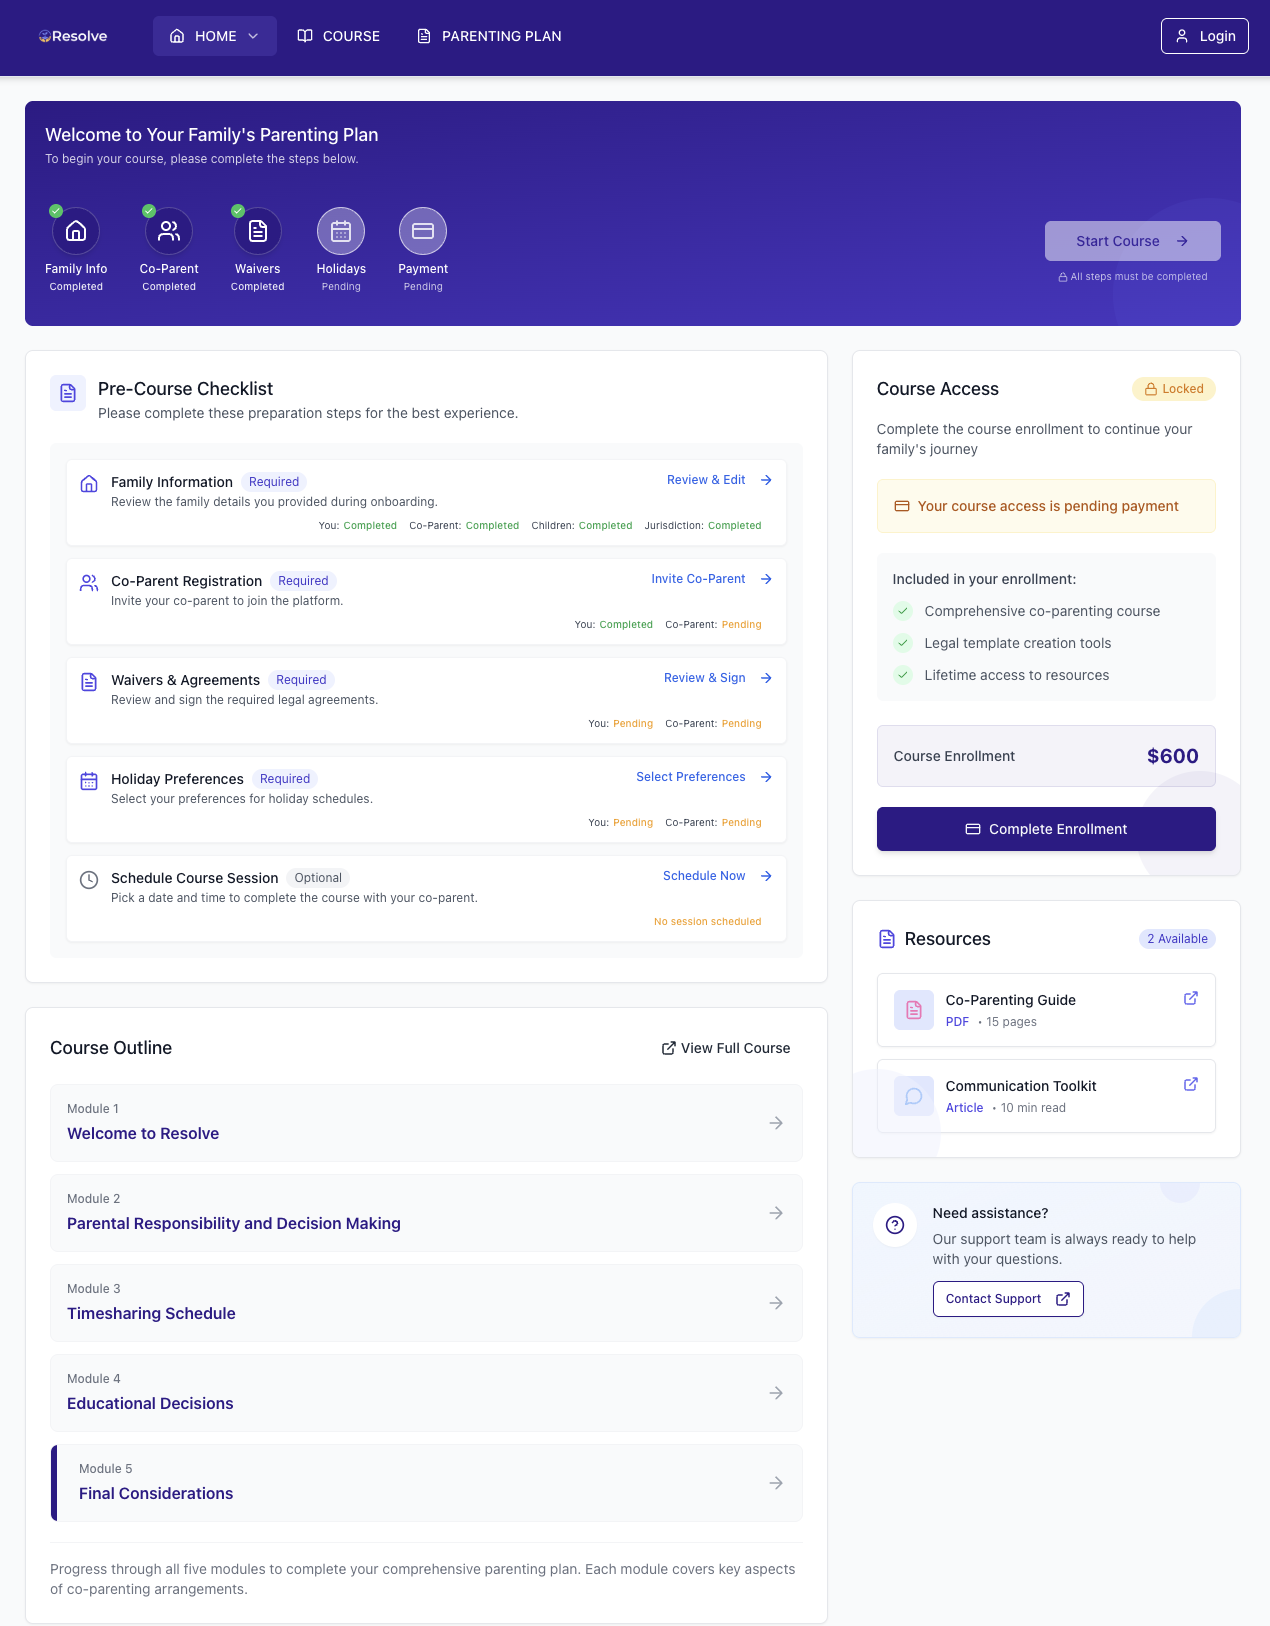 Resolve
HOME
COURSE
PARENTING PLAN
Login
Welcome to Your Family's Parenting Plan
To begin your course, please complete the steps below.
Family Info
Completed
Co-Parent
Completed
Waivers
Completed
Holidays
Pending
Payment
Pending
Start Course
All steps must be completed
Pre-Course Checklist
Please complete these preparation steps for the best experience.
Family Information Required
Review & Edit
Review the family details you provided during onboarding.
You: Completed Co-Parent: Completed Children: Completed Jurisdiction: Completed
Co-Parent Registration Required
Invite Co-Parent
Invite your co-parent to join the platform.
You: Completed Co-Parent: Pending
Waivers & Agreements Required
Review & Sign
Review and sign the required legal agreements.
You: Pending Co-Parent: Pending
Holiday Preferences Required
Select Preferences
Select your preferences for holiday schedules.
You: Pending Co-Parent: Pending
Schedule Course Session Optional
Schedule Now
Pick a date and time to complete the course with your co-parent.
No session scheduled
Course Outline
View Full Course
Module 1
Welcome to Resolve
Module 2
Parental Responsibility and Decision Making
Module 3
Timesharing Schedule
Module 4
Educational Decisions
Module 5
Final Considerations
Progress through all five modules to complete your comprehensive parenting plan. Each module covers key aspects
of co-parenting arrangements.
Course Access
Locked
Complete the course enrollment to continue your
family's journey
Your course access is pending payment
Included in your enrollment:
Comprehensive co-parenting course
Legal template creation tools
Lifetime access to resources
Course Enrollment
$600
Complete Enrollment
Resources
2 Available
Co-Parenting Guide
PDF • 15 pages
Communication Toolkit
Article • 10 min read
Need assistance?
Our support team is always ready to help
with your questions.
Contact Support